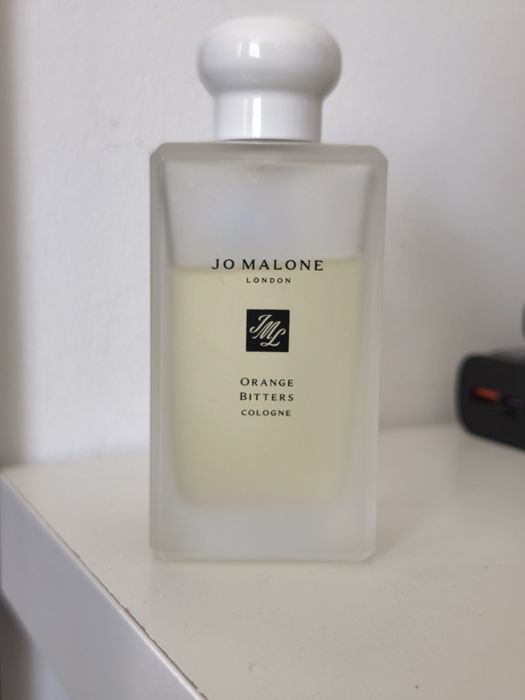 JO MALONE
LONDON
JML
ORANGE
BITTERS
COLOGNE